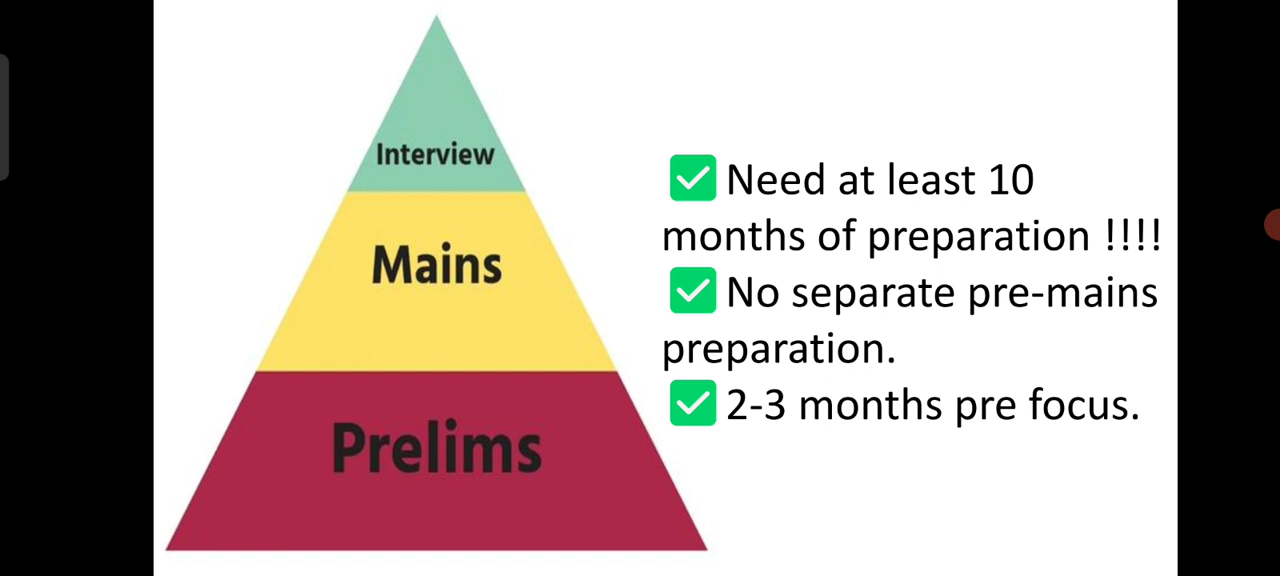 Interview
Mains
Prelims
✅ Need at least 10
months of preparation !!!!
✅ No separate pre-mains
preparation.
✅ 2-3 months pre focus.